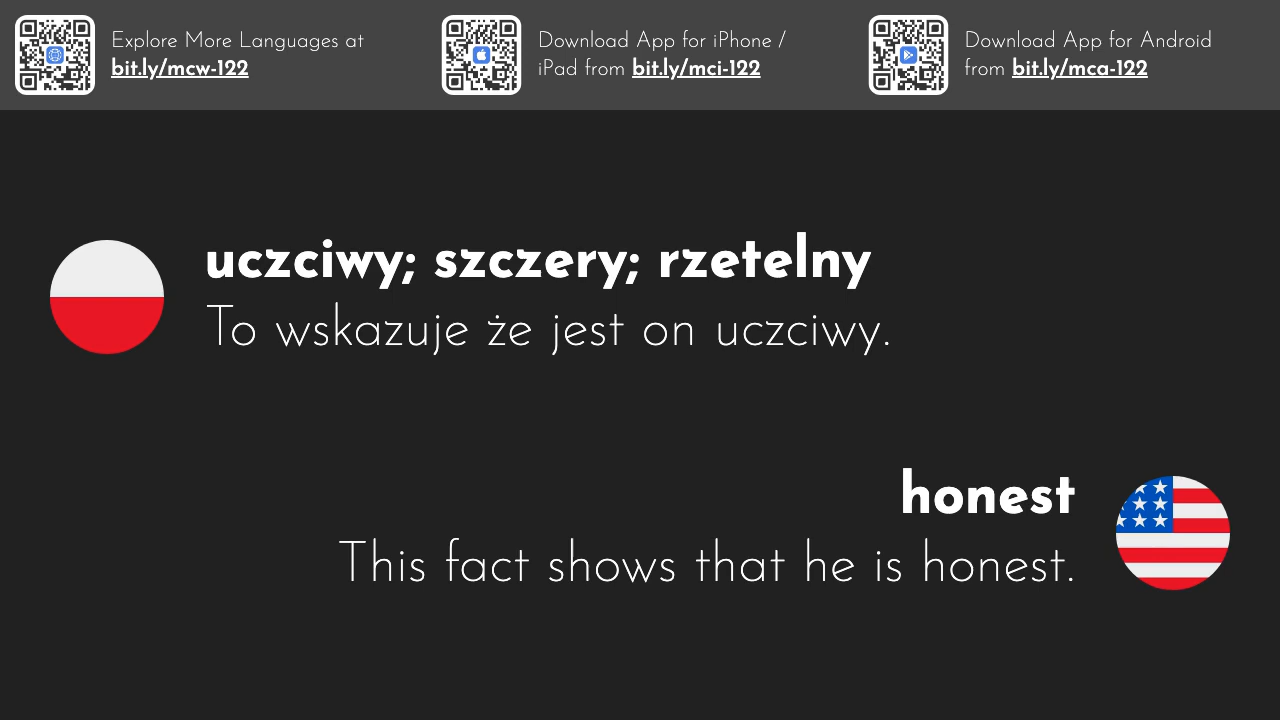 Explore More Languages at
bit.ly/mcw-122
Download App for iPhone /
iPad from bit.ly/mci-122
Download App for Android
from bit.ly/mca-122
uczciwy; szczery; rzetelny
To wskazuje że jest on uczciwy.
honest
This fact shows that he is honest.